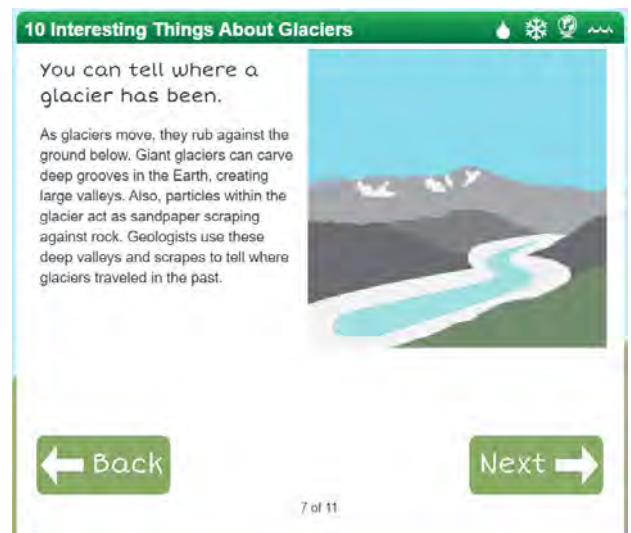 10 Interesting Things About Glaciers
You can tell where a
glacier has been.
As glaciers move, they rub against the
ground below. Giant glaciers can carve
deep grooves in the Earth, creating
large valleys. Also, particles within the
glacier act as sandpaper scraping
against rock. Geologists use these
deep valleys and scrapes to tell where
glaciers traveled in the past.
Back
Next
7 of 11